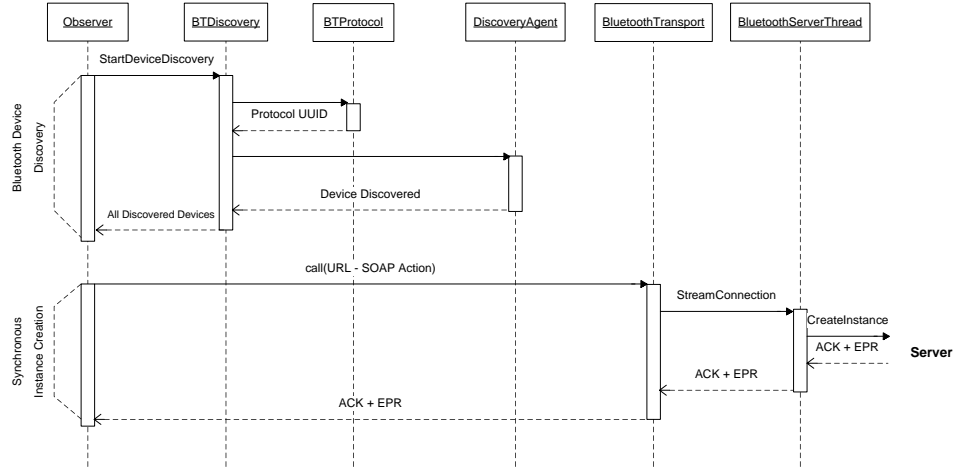 Observer
BTDiscovery
BTProtocol
DiscoveryAgent
BluetoothTransport
BluetoothServerThread
StartDeviceDiscovery
Protocol UUID
Device Discovered
All Discovered Devices
Bluetooth Device
Discovery
call(URL - SOAP Action)
StreamConnection
CreateInstance
ACK + EPR
Server
ACK + EPR
ACK + EPR
Synchronous
Instance Creation